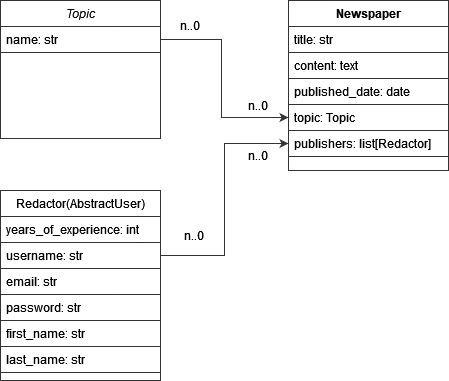 Topic
name: str
n..0
Newspaper
title: str
content: text
published_date: date
n..0
topic: Topic
publishers: list[Redactor]
n..0
Redactor(AbstractUser)
years_of_experience: int
n..0
username: str
email: str
password: str
first_name: str
last_name: str